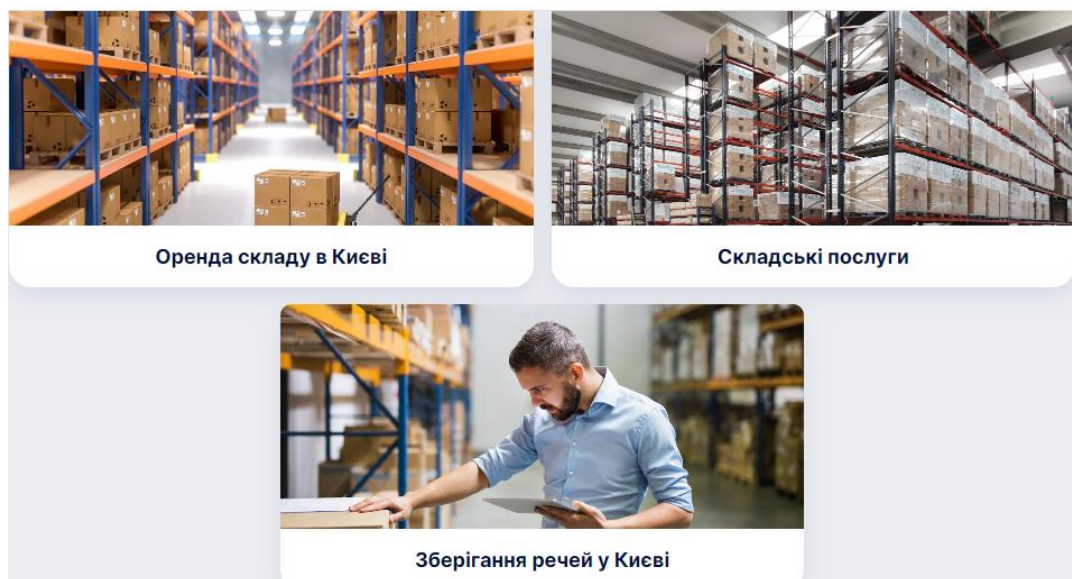 Оренда складу в Києві
Складські послуги
Зберігання речей у Києві